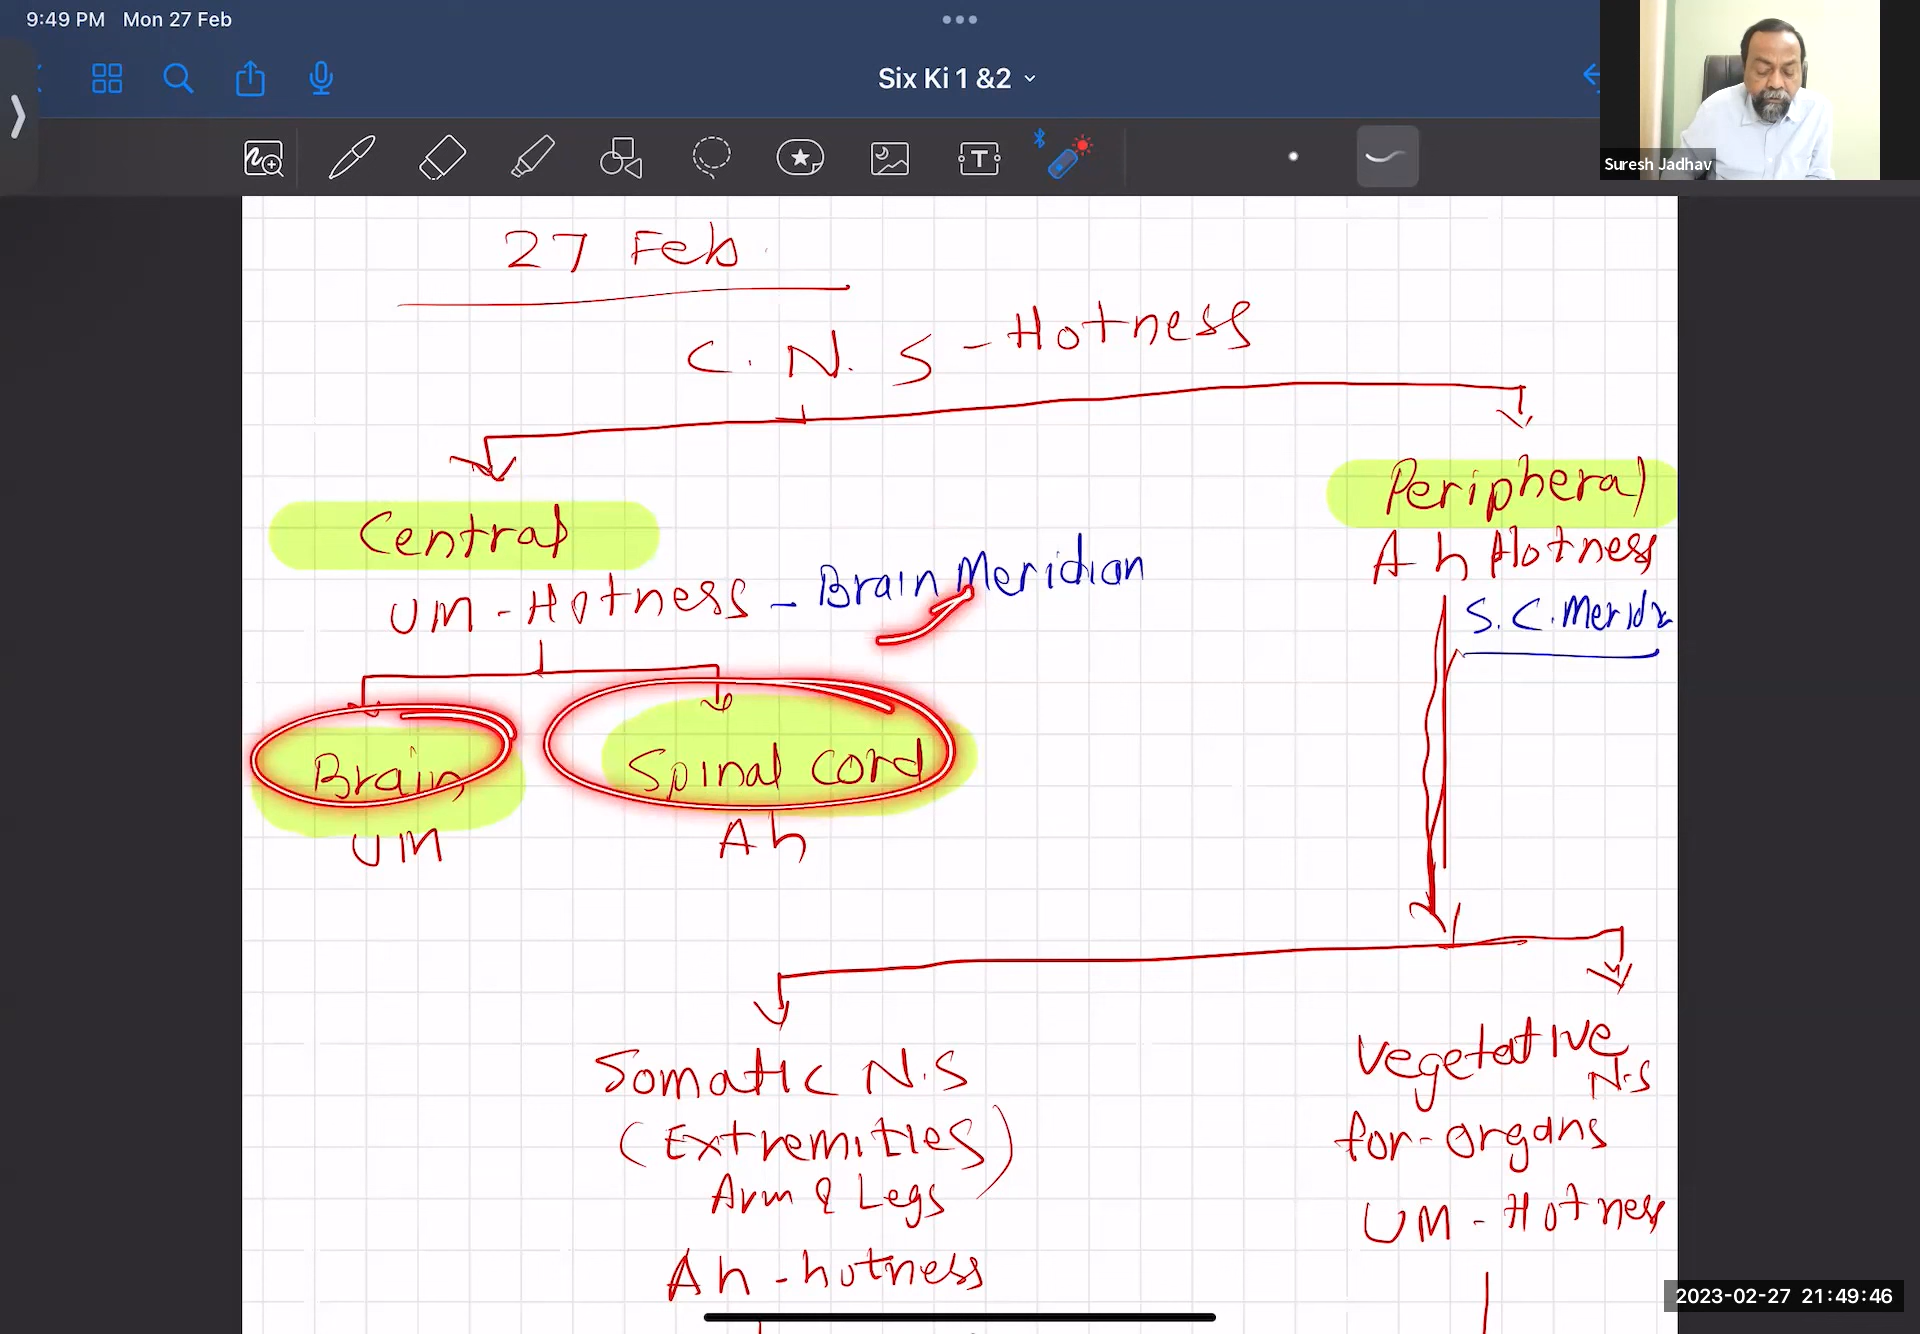 9:49 PM Mon 27 Feb
Six Ki 1 &2
T
Suresh Jadhav
27 Feb
C.N.S - Hotness
Central
Peripheral
UM - Hotness - Brain Meridian
Ah Hotness
S.C. Merid
Brain
Spinal cord
UM
Ah
Somatic N.S
Vegetative N.S
(Extremities)
for-organs
Arm & Legs
UM - Hotness
Ah - hotness
2023-02-27 21:49:46